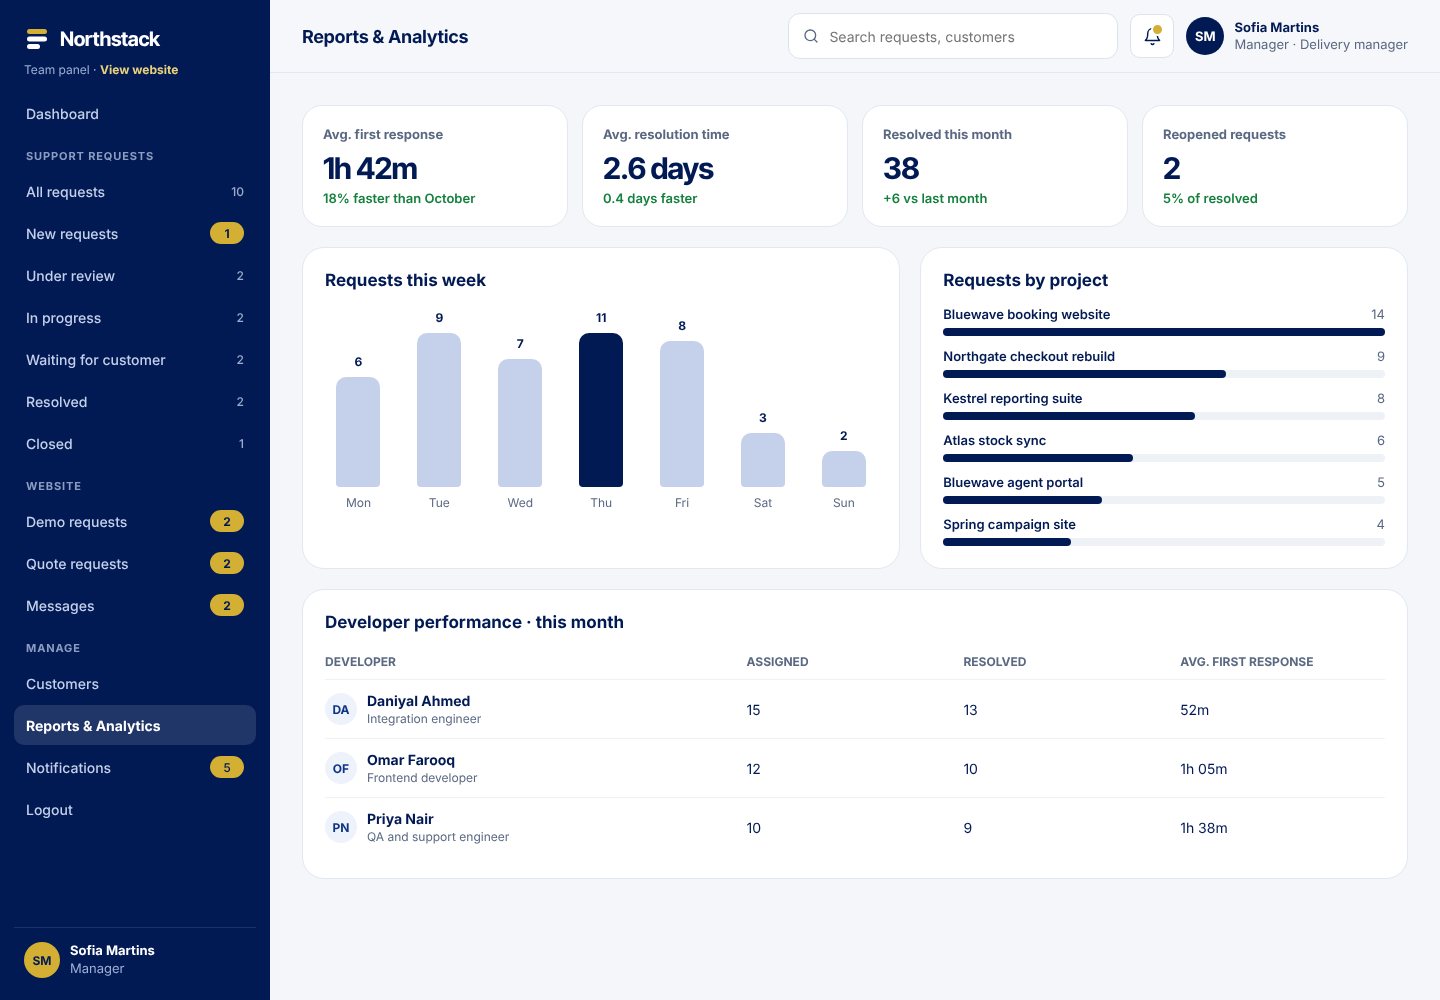 Northstack
Team panel · View website
Dashboard
SUPPORT REQUESTS
All requests 10
New requests 1
Under review 2
In progress 2
Waiting for customer 2
Resolved 2
Closed 1
WEBSITE
Demo requests 2
Quote requests 2
Messages 2
MANAGE
Customers
Reports & Analytics
Notifications 5
Logout
SM
Sofia Martins
Manager
Reports & Analytics
Search requests, customers
SM
Sofia Martins
Manager · Delivery manager
Avg. first response
1h 42m
18% faster than October
Avg. resolution time
2.6 days
0.4 days faster
Resolved this month
38
+6 vs last month
Reopened requests
2
5% of resolved
Requests this week
6 9 7 11 8 3 2
Mon Tue Wed Thu Fri Sat Sun
Requests by project
Bluewave booking website 14
Northgate checkout rebuild 9
Kestrel reporting suite 8
Atlas stock sync 6
Bluewave agent portal 5
Spring campaign site 4
Developer performance · this month
DEVELOPER ASSIGNED RESOLVED AVG. FIRST RESPONSE
DA Daniyal Ahmed 15 13 52m
Integration engineer
OF Omar Farooq 12 10 1h 05m
Frontend developer
PN Priya Nair 10 9 1h 38m
QA and support engineer